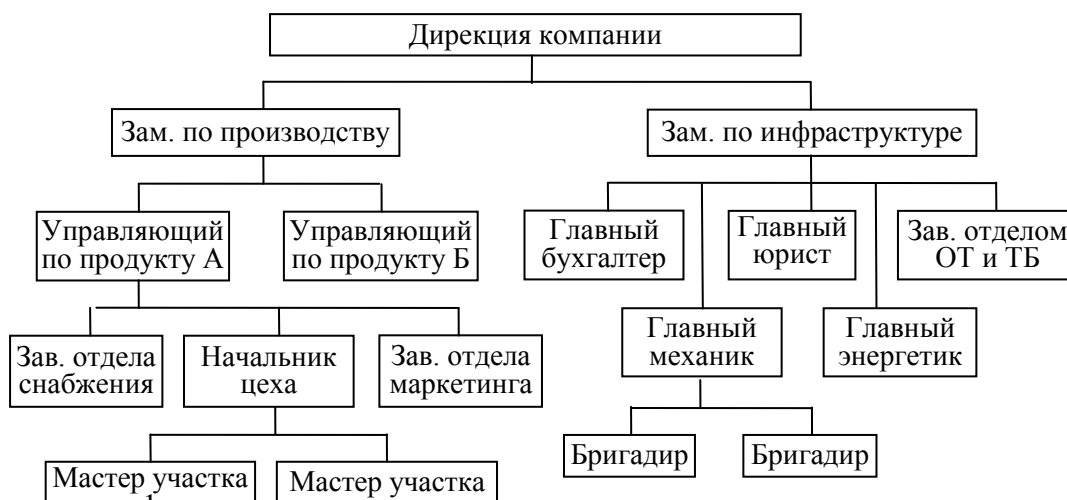 Дирекция компании
Зам. по производству
Зам. по инфраструктуре
Управляющий
по продукту А
Управляющий
по продукту Б
Главный
бухгалтер
Главный
юрист
Зав. отделом
ОТ и ТБ
Зав. отдела
снабжения
Начальник
цеха
Зав. отдела
маркетинга
Главный
механик
Главный
энергетик
Бригадир
Бригадир
Мастер участка
Мастер участка